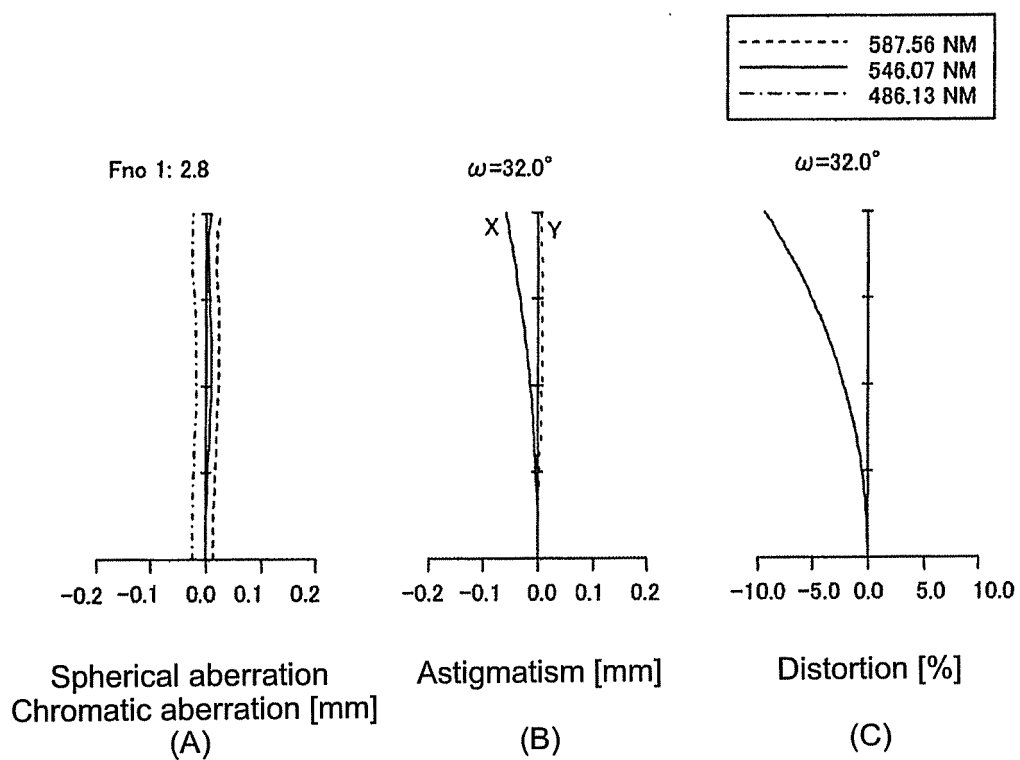 587.56 NM
546.07 NM
486.13 NM
Fno 1: 2.8
ω=32.0°
ω=32.0°
X
Y
−0.2 −0.1 0.0 0.1 0.2
−0.2 −0.1 0.0 0.1 0.2
−10.0 −5.0 0.0 5.0 10.0
Spherical aberration
Chromatic aberration [mm]
(A)
Astigmatism [mm]
(B)
Distortion [%]
(C)